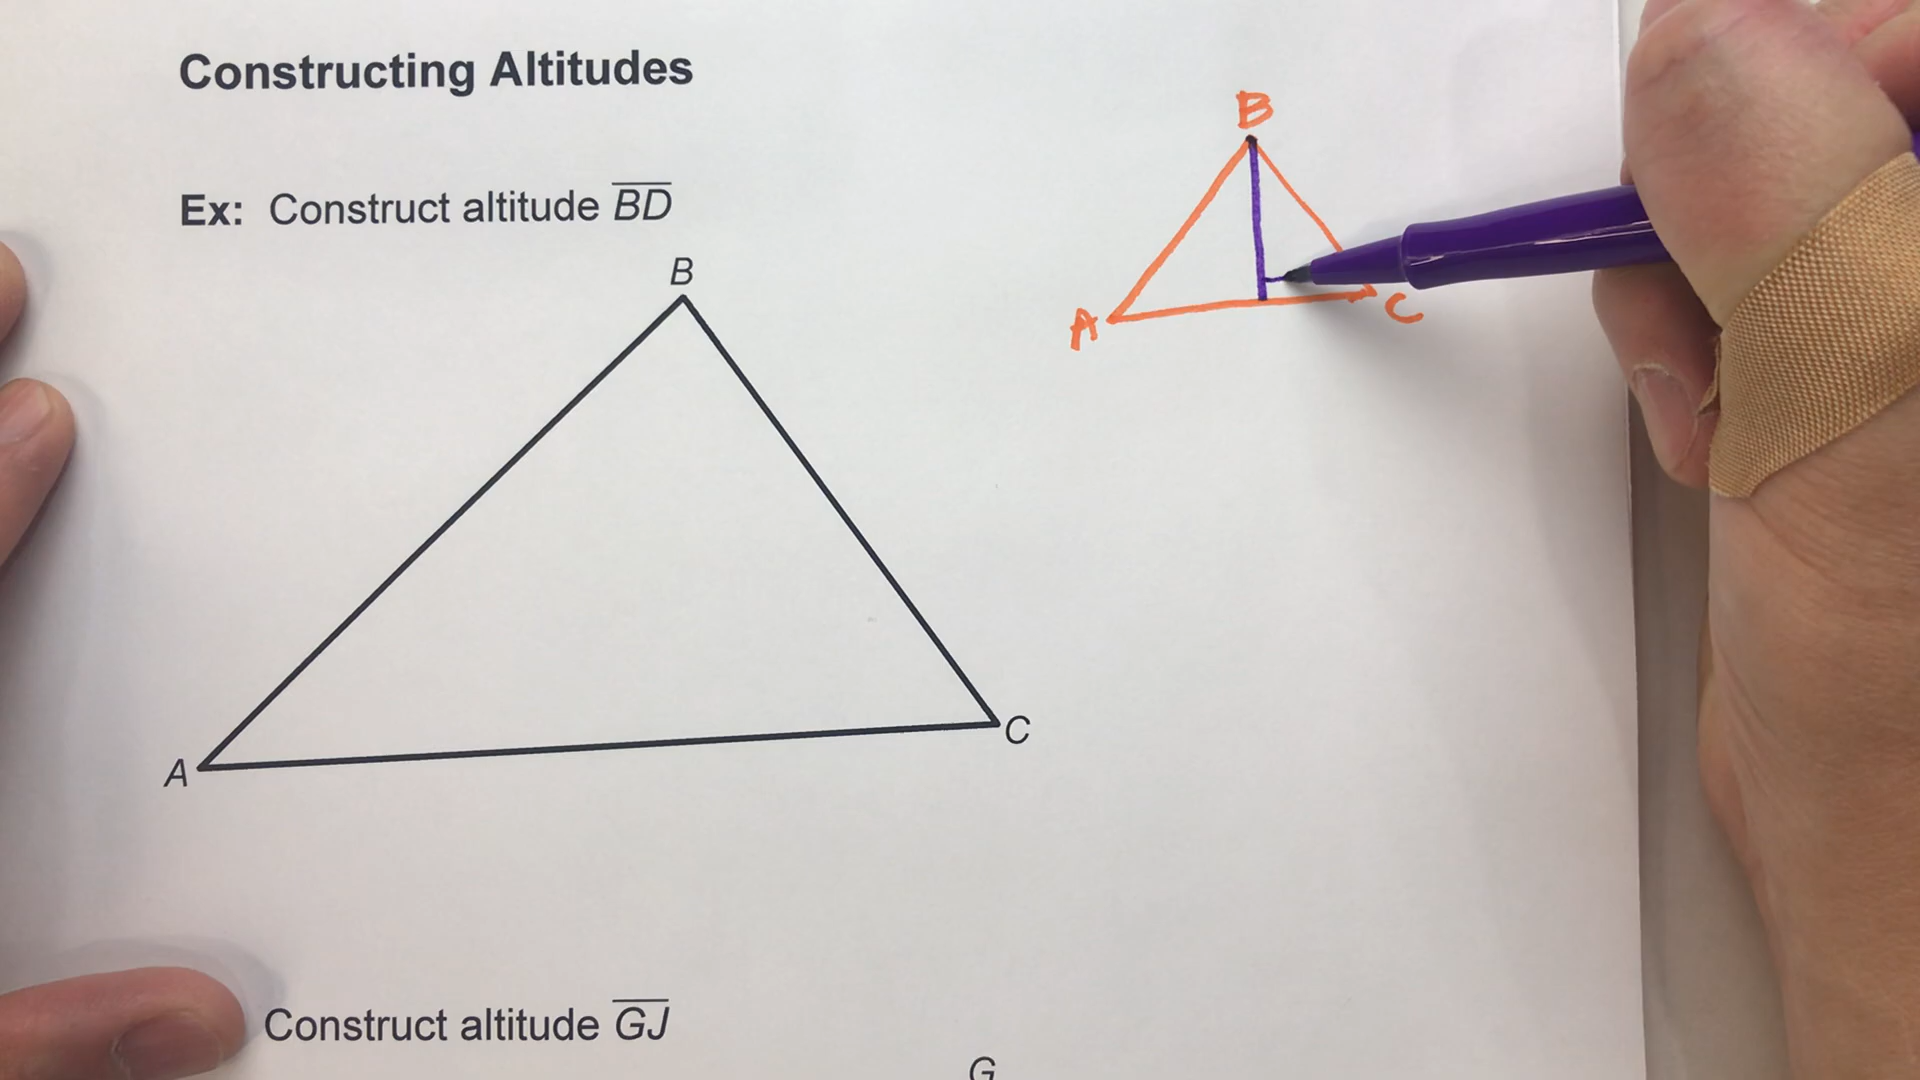 Constructing Altitudes
Ex: Construct altitude BD
B
A
C
B
A
C
Construct altitude GJ
G